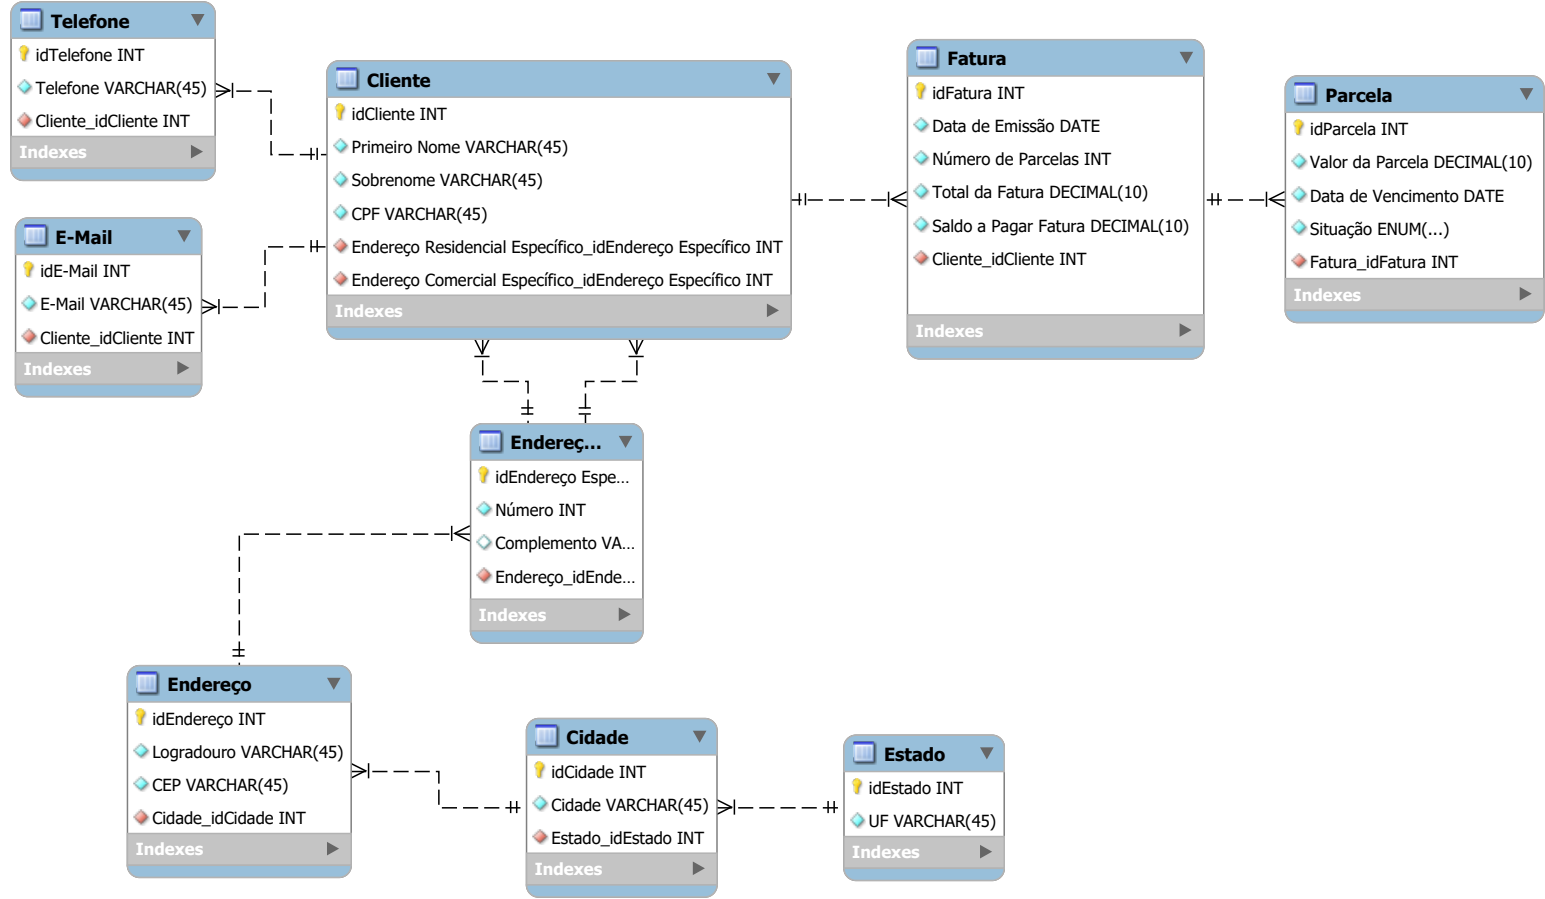 Telefone
idTelefone INT
Telefone VARCHAR(45)
Cliente_idCliente INT
Indexes
E-Mail
idE-Mail INT
E-Mail VARCHAR(45)
Cliente_idCliente INT
Indexes
Cliente
idCliente INT
Primeiro Nome VARCHAR(45)
Sobrenome VARCHAR(45)
CPF VARCHAR(45)
Endereço Residencial Específico_idEndereço Específico INT
Endereço Comercial Específico_idEndereço Específico INT
Indexes
Fatura
idFatura INT
Data de Emissão DATE
Número de Parcelas INT
Total da Fatura DECIMAL(10)
Saldo a Pagar Fatura DECIMAL(10)
Cliente_idCliente INT
Indexes
Parcela
idParcela INT
Valor da Parcela DECIMAL(10)
Data de Vencimento DATE
Situação ENUM(...)
Fatura_idFatura INT
Indexes
Endereç...
idEndereço Espe...
Número INT
Complemento VA...
Endereço_idEnde...
Indexes
Endereço
idEndereço INT
Logradouro VARCHAR(45)
CEP VARCHAR(45)
Cidade_idCidade INT
Indexes
Cidade
idCidade INT
Cidade VARCHAR(45)
Estado_idEstado INT
Indexes
Estado
idEstado INT
UF VARCHAR(45)
Indexes